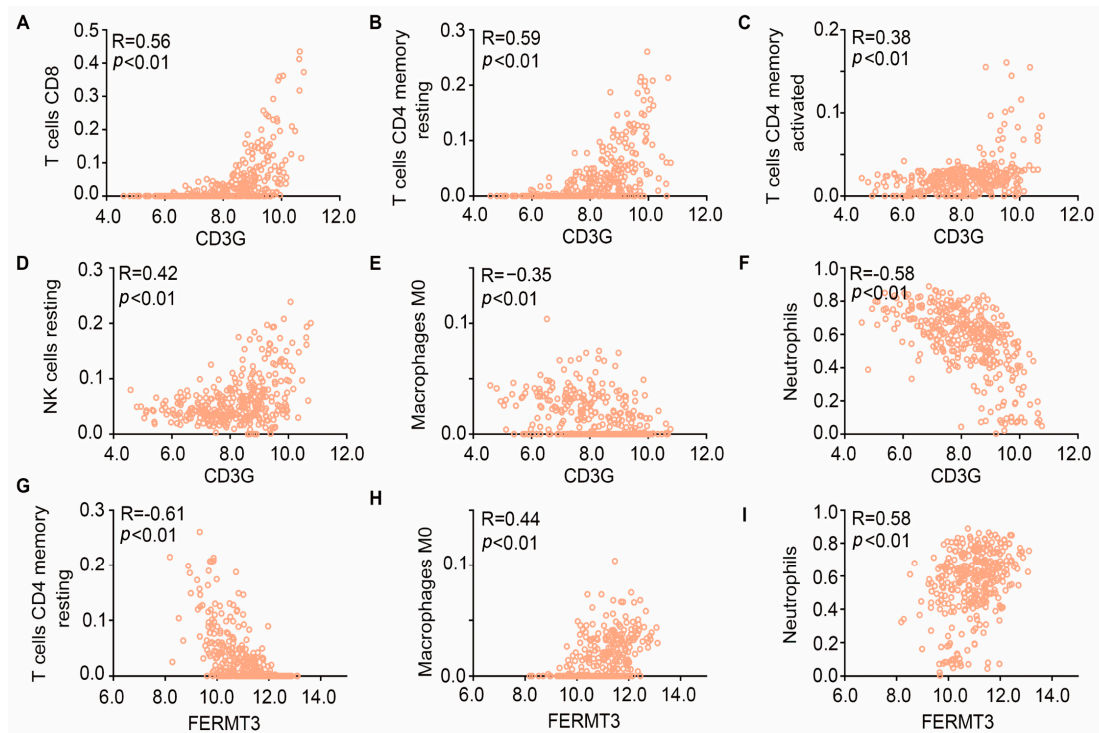 A
R=0.56
p<0.01
T cells CD8
0.5
0.4
0.3
0.2
0.1
0.0
4.0 6.0 8.0 10.0 12.0
CD3G
B
R=0.59
p<0.01
T cells CD4 memory
resting
0.3
0.2
0.1
0.0
4.0 6.0 8.0 10.0 12.0
CD3G
C
R=0.38
p<0.01
T cells CD4 memory
activated
0.2
0.1
0.0
4.0 6.0 8.0 10.0 12.0
CD3G
D
R=0.42
p<0.01
NK cells resting
0.3
0.2
0.1
0.0
4.0 6.0 8.0 10.0 12.0
CD3G
E
R=−0.35
p<0.01
Macrophages M0
0.1
0.0
4.0 6.0 8.0 10.0 12.0
CD3G
F
R=-0.58
p<0.01
Neutrophils
1.0
0.8
0.6
0.4
0.2
0.0
4.0 6.0 8.0 10.0 12.0
CD3G
G
R=-0.61
p<0.01
T cells CD4 memory
resting
0.3
0.2
0.1
0.0
6.0 8.0 10.0 12.0 14.0
FERMT3
H
R=0.44
p<0.01
Macrophages M0
0.1
0.0
6.0 8.0 10.0 12.0 14.0
FERMT3
I
R=0.58
p<0.01
Neutrophils
1.0
0.8
0.6
0.4
0.2
0.0
6.0 8.0 10.0 12.0 14.0
FERMT3